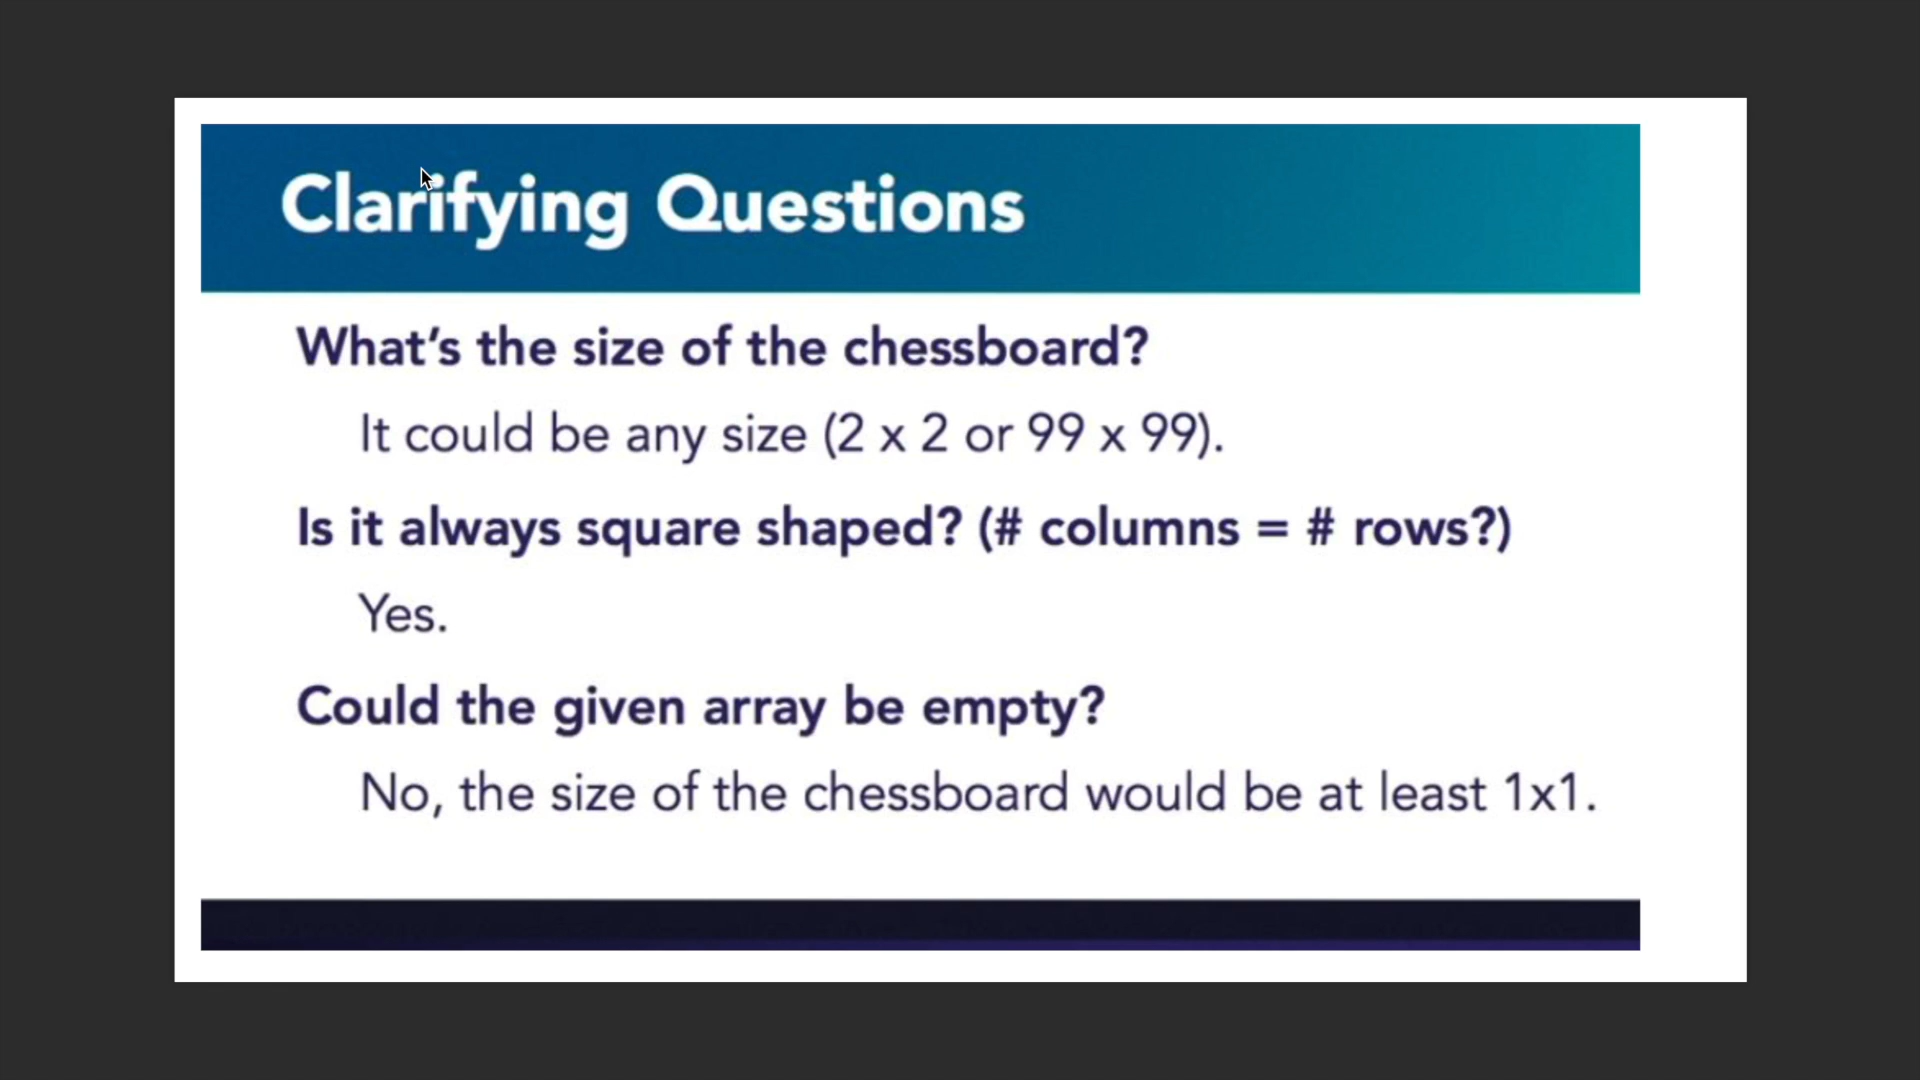 Clarifying Questions
What's the size of the chessboard?
It could be any size (2 x 2 or 99 x 99).
Is it always square shaped? (# columns = # rows?)
Yes.
Could the given array be empty?
No, the size of the chessboard would be at least 1x1.